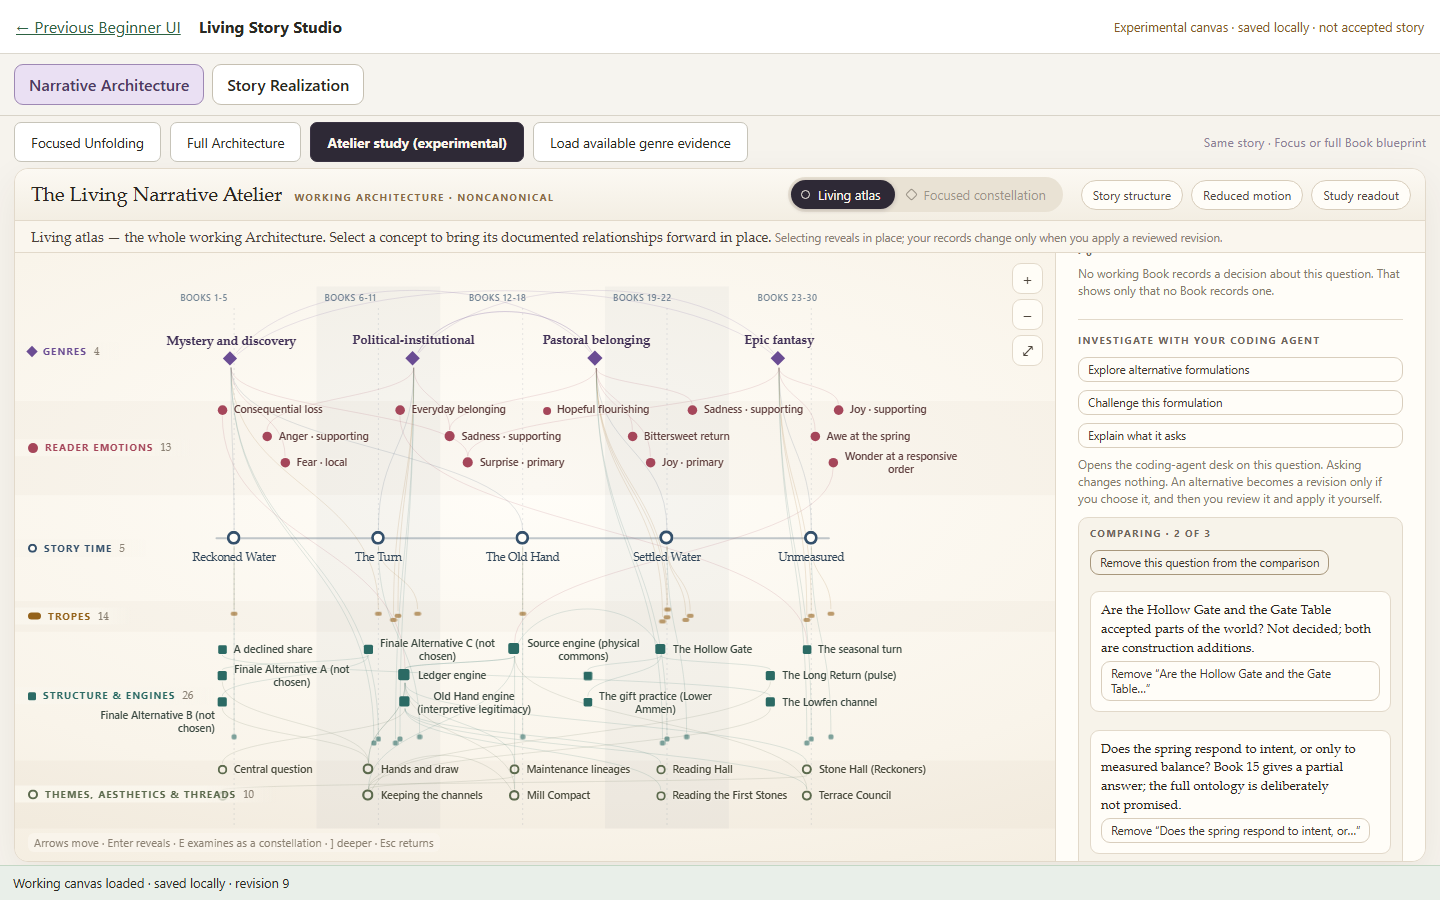 ← Previous Beginner UI
Living Story Studio
Experimental canvas · saved locally · not accepted story
Narrative Architecture
Story Realization
Focused Unfolding
Full Architecture
Atelier study (experimental)
Load available genre evidence
Same story · Focus or full Book blueprint
The Living Narrative Atelier
WORKING ARCHITECTURE · NONCANONICAL
Living atlas
Focused constellation
Story structure
Reduced motion
Study readout
Living atlas — the whole working Architecture. Select a concept to bring its documented relationships forward in place. Selecting reveals in place; your records change only when you apply a reviewed revision.
BOOKS 1-5
BOOKS 6-11
BOOKS 12-18
BOOKS 19-22
BOOKS 23-30
+
−
GENRES 4
Mystery and discovery
Political-institutional
Pastoral belonging
Epic fantasy
READER EMOTIONS 13
Consequential loss
Everyday belonging
Hopeful flourishing
Sadness · supporting
Joy · supporting
Anger · supporting
Sadness · supporting
Bittersweet return
Awe at the spring
Fear · local
Surprise · primary
Joy · primary
Wonder at a responsive
order
STORY TIME 5
Reckoned Water
The Turn
The Old Hand
Settled Water
Unmeasured
TROPES 14
STRUCTURE & ENGINES 26
A declined share
Finale Alternative C (not
chosen)
Source engine (physical
commons)
The Hollow Gate
The seasonal turn
Finale Alternative A (not
chosen)
Ledger engine
The Long Return (pulse)
Finale Alternative B (not
chosen)
Old Hand engine
(interpretive legitimacy)
The gift practice (Lower
Ammen)
The Lowfen channel
THEMES, AESTHETICS & THREADS 10
Central question
Hands and draw
Maintenance lineages
Reading Hall
Stone Hall (Reckoners)
Keeping the channels
Mill Compact
Reading the First Stones
Terrace Council
Arrows move · Enter reveals · E examines as a constellation · ] deeper · Esc returns
No working Book records a decision about this question. That
shows only that no Book records one.
INVESTIGATE WITH YOUR CODING AGENT
Explore alternative formulations
Challenge this formulation
Explain what it asks
Opens the coding-agent desk on this question. Asking
changes nothing. An alternative becomes a revision only if
you choose it, and then you review it and apply it yourself.
COMPARING · 2 OF 3
Remove this question from the comparison
Are the Hollow Gate and the Gate Table
accepted parts of the world? Not decided; both
are construction additions.
Remove “Are the Hollow Gate and the Gate
Table…”
Does the spring respond to intent, or only to
measured balance? Book 15 gives a partial
answer; the full ontology is deliberately
not promised.
Remove “Does the spring respond to intent, or…”
Working canvas loaded · saved locally · revision 9